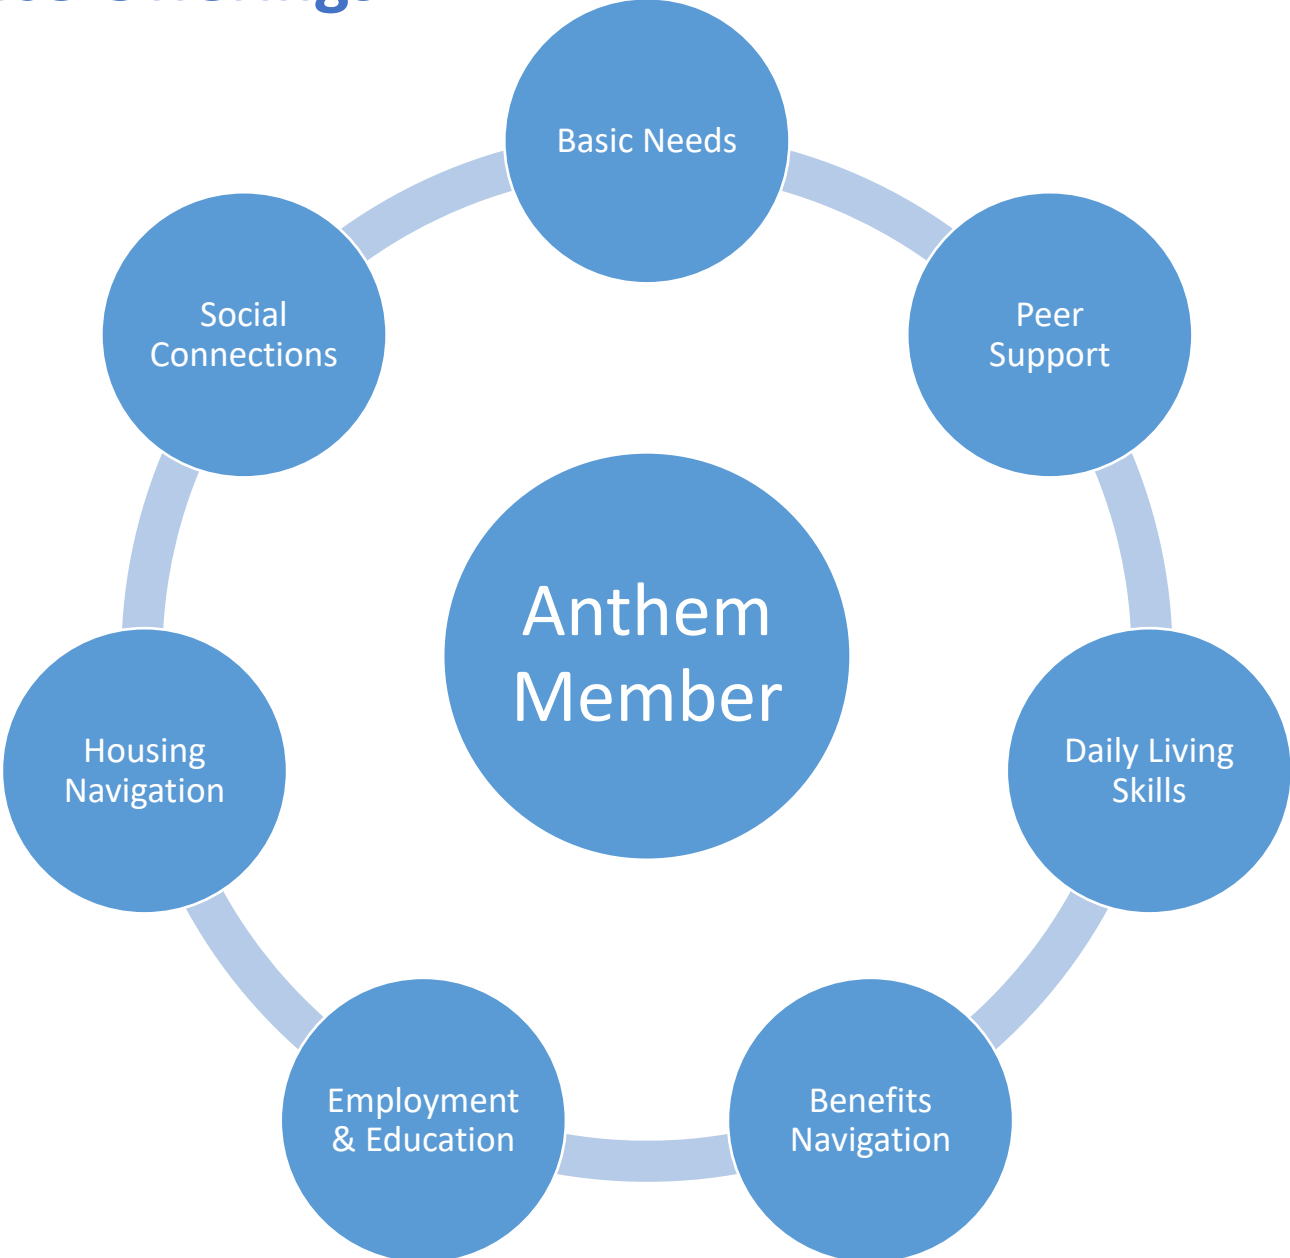 Basic Needs
Peer
Support
Daily Living
Skills
Benefits
Navigation
Employment
& Education
Housing
Navigation
Social
Connections
Anthem
Member